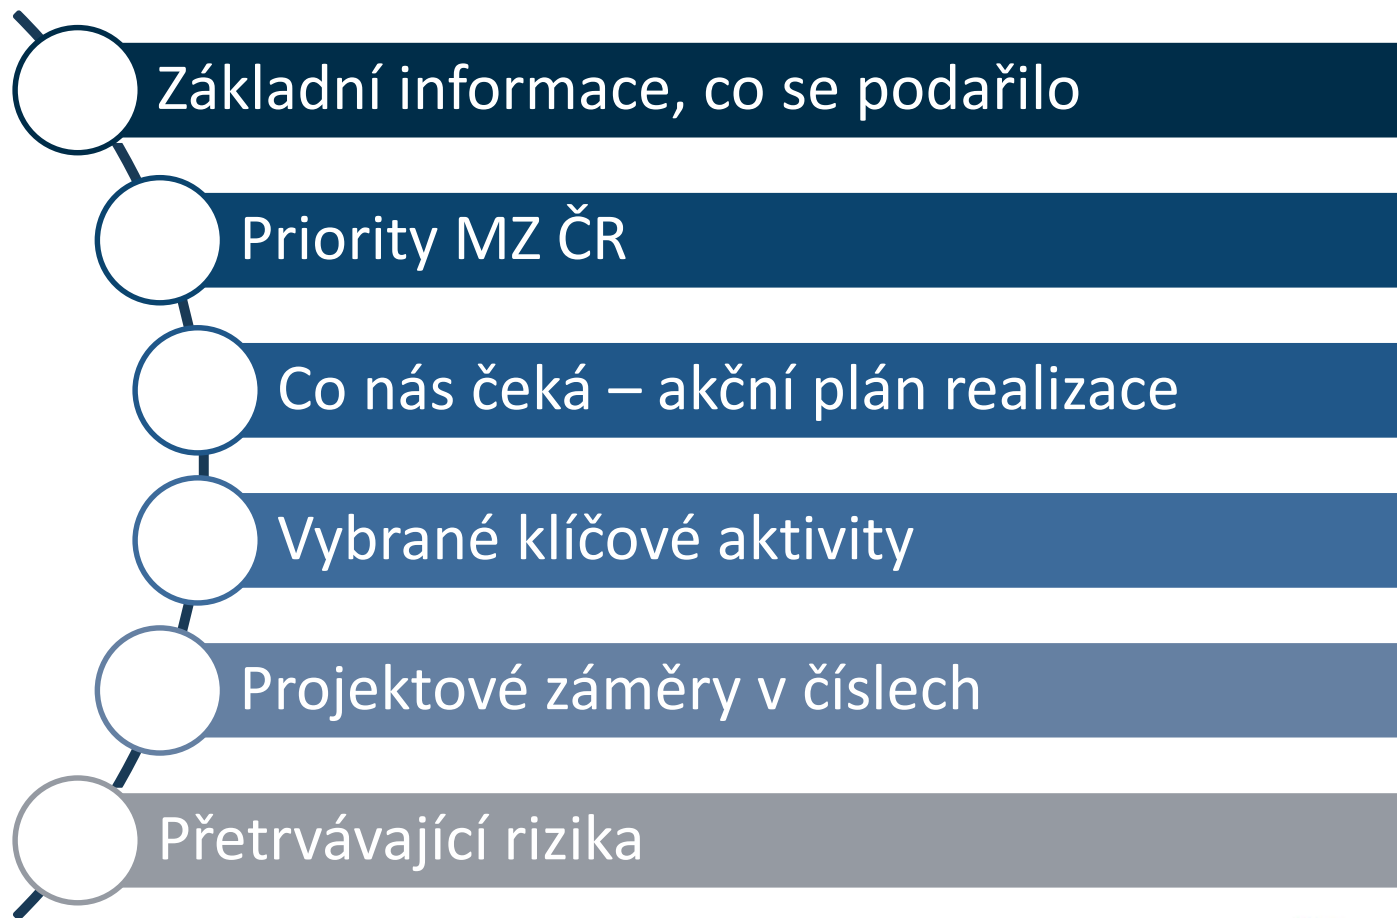 Základní informace, co se podařilo
Priority MZ ČR
Co nás čeká – akční plán realizace
Vybrané klíčové aktivity
Projektové záměry v číslech
Přetrvávající rizika